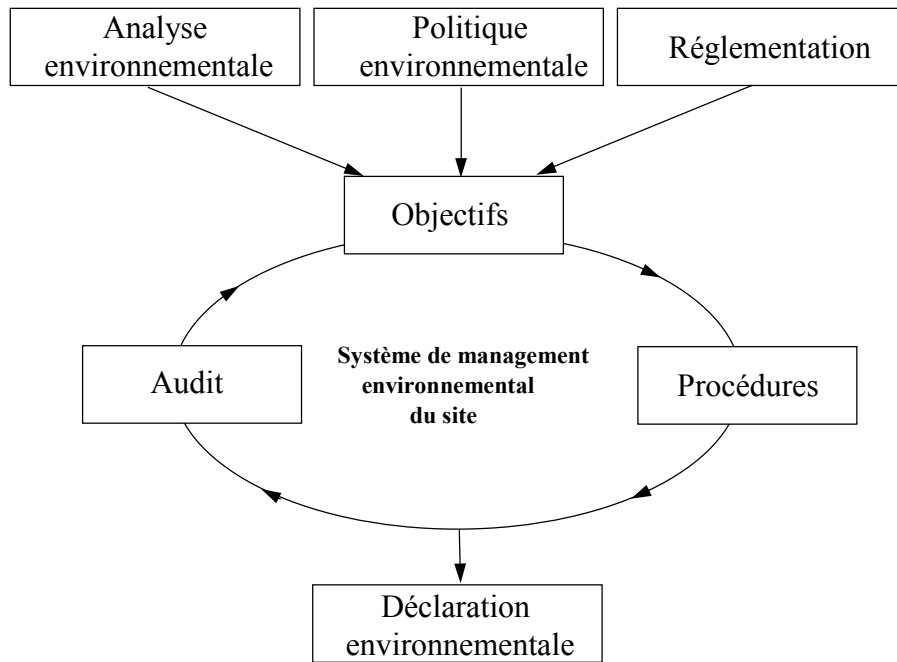 Analyse
environnementale
Politique
environnementale
Réglementation
Objectifs
Système de management
environnemental
du site
Audit
Procédures
Déclaration
environnementale